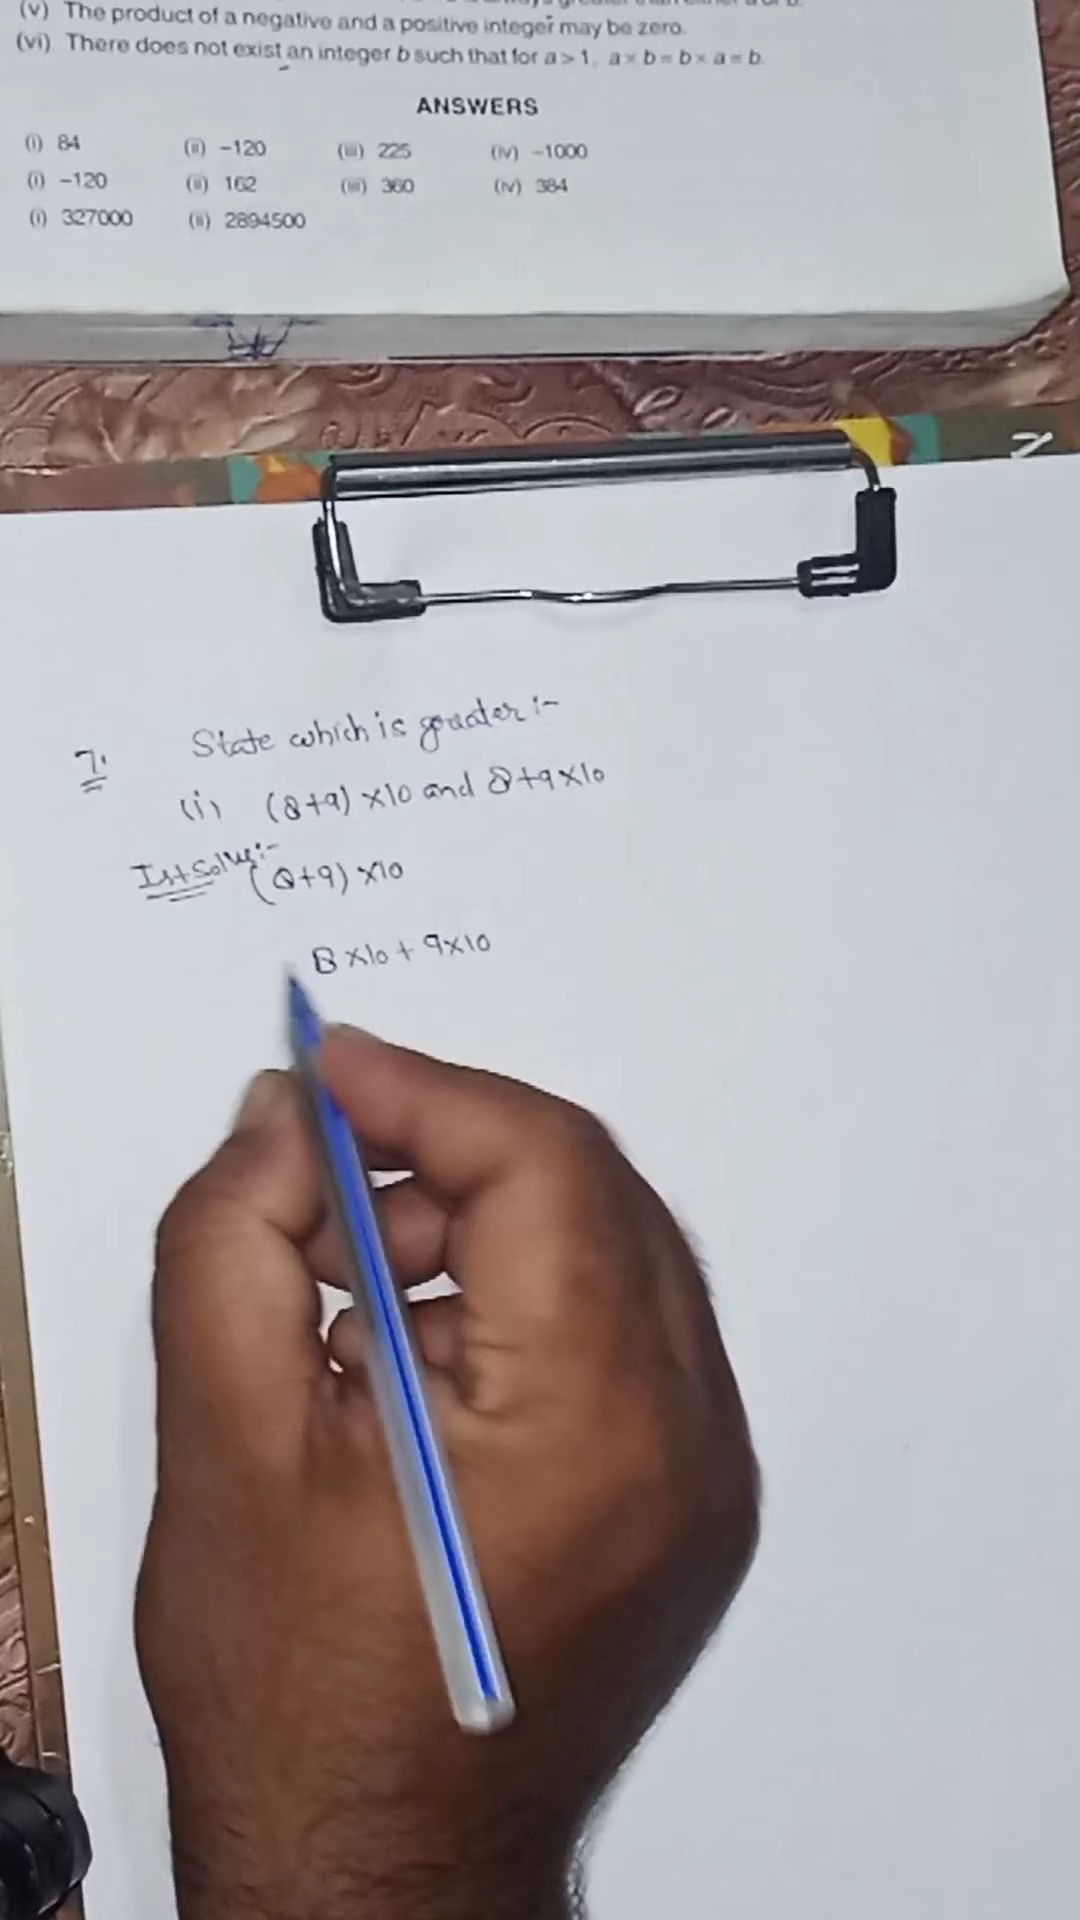 (v) The product of a negative and a positive integer may be zero.
(vi) There does not exist an integer b such that for a > 1, a × b = b × a = b.
ANSWERS
(i) 84 (ii) -120 (iii) 225 (iv) -1000
(i) -120 (ii) 162 (iii) 360 (iv) 384
(i) 327000 (ii) 2894500
7. State which is greater :-
(i) (8+9) ×10 and 8+9×10
Ist Solve:- (8+9) ×10
8×10 + 9×10